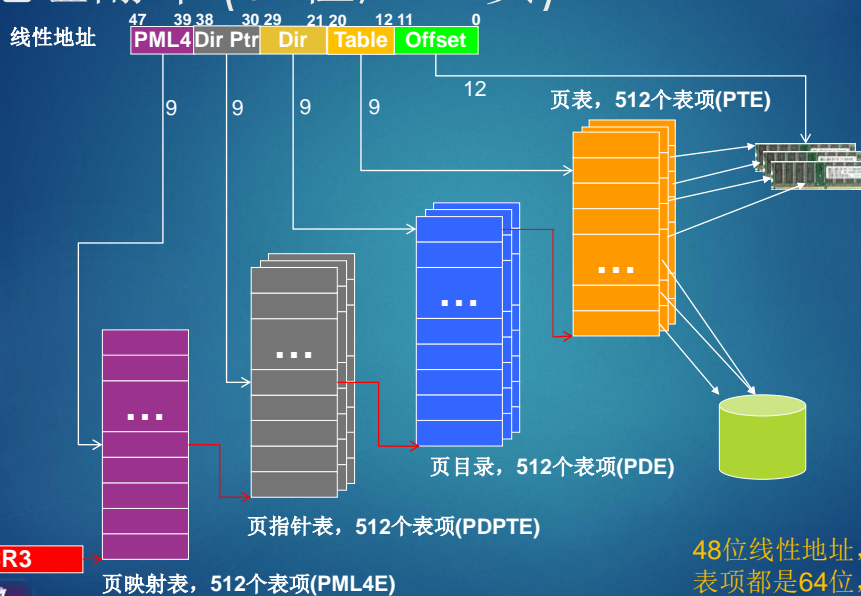 47 39 38 30 29 21 20 12 11 0
线性地址 PML4 Dir Ptr Dir Table Offset
9 9 9 9 12
页表，512个表项(PTE)
...
...
...
...
页目录，512个表项(PDE)
页指针表，512个表项(PDPTE)
R3
48位线性地址，
表项都是64位，
页映射表，512个表项(PML4E)